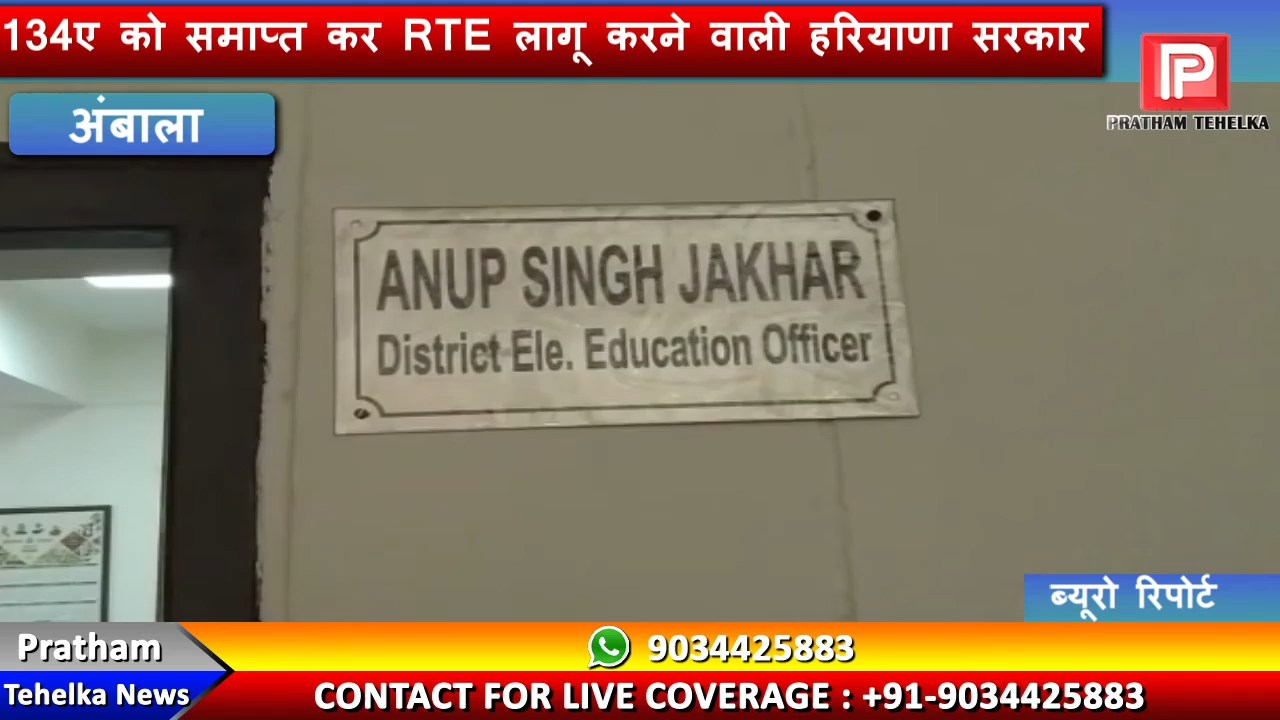 134ए को समाप्त कर RTE लागू करने वाली हरियाणा सरकार
PRATHAM TEHELKA
अंबाला
ANUP SINGH JAKHAR
District Ele. Education Officer
ब्यूरो रिपोर्ट
Pratham
9034425883
Tehelka News
CONTACT FOR LIVE COVERAGE : +91-9034425883